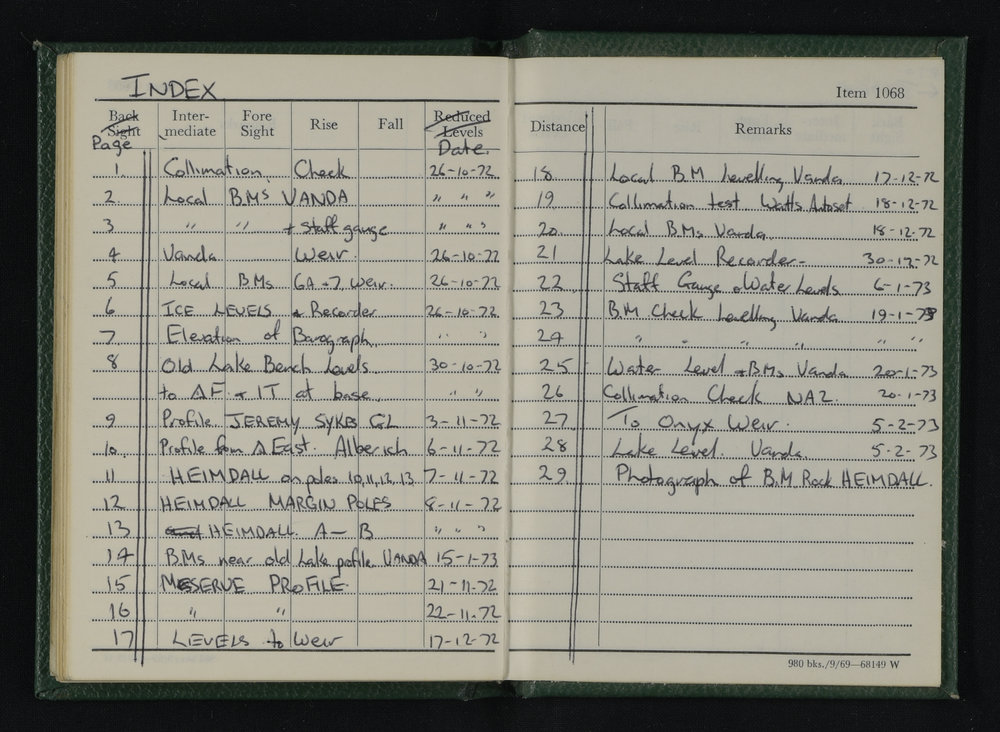 INDEX
Back Sight Inter-mediate Fore Sight Rise Fall Reduced Levels
Page Date.
1. Collimation Check 26-10-72
2. Local BMs VANDA " " "
3 " " + staff gauge " " "
4 Vanda Weir. 26-10-72
5 Local BMs Weir. 26-10-72
6 ICE LEVELS & Recorder 26-10-72
7 Elevation of Barograph. " "
8 Old Lake Bench Levels 30-10-72
to ΔF + IT at base " "
9 Profile JEREMY SYKES GL 3-11-72
10. Profile from Δ East. Alberich 6-11-72
11 HEIMDALL on poles 10,11,12,13 7-11-72
12 HEIMDALL MARGIN POLES 8-11-72
13 HEIMDALL. A - B " " "
14 BMs near old Lake profile VANDA 15-1-73
15 MESERVE PROFILE 21-11-72
16 " " 22-11-72
17 LEVELS to Weir 17-12-72
Item 1068
Distance Remarks
18 Local B.M Levelling Vanda 17-12-72
19 Collimation test Watts Autoset 18-12-72
20. Local BMs Vanda. 18-12-72
21 Lake Level Recorder- 30-12-72
22 Staff Gauge & Water Levels 6-1-73
23 BM Check Levelling Vanda 19-1-73
24 " " " " " "
25 Water Level + BMs Vanda 20-1-73
26 Collimation Check NA2. 20-1-73
27 To Onyx Weir. 5-2-73
28 Lake Level. Vanda. 5-2-73
29 Photograph of B.M Rock HEIMDALL.
980 bks./9/69—68149 W